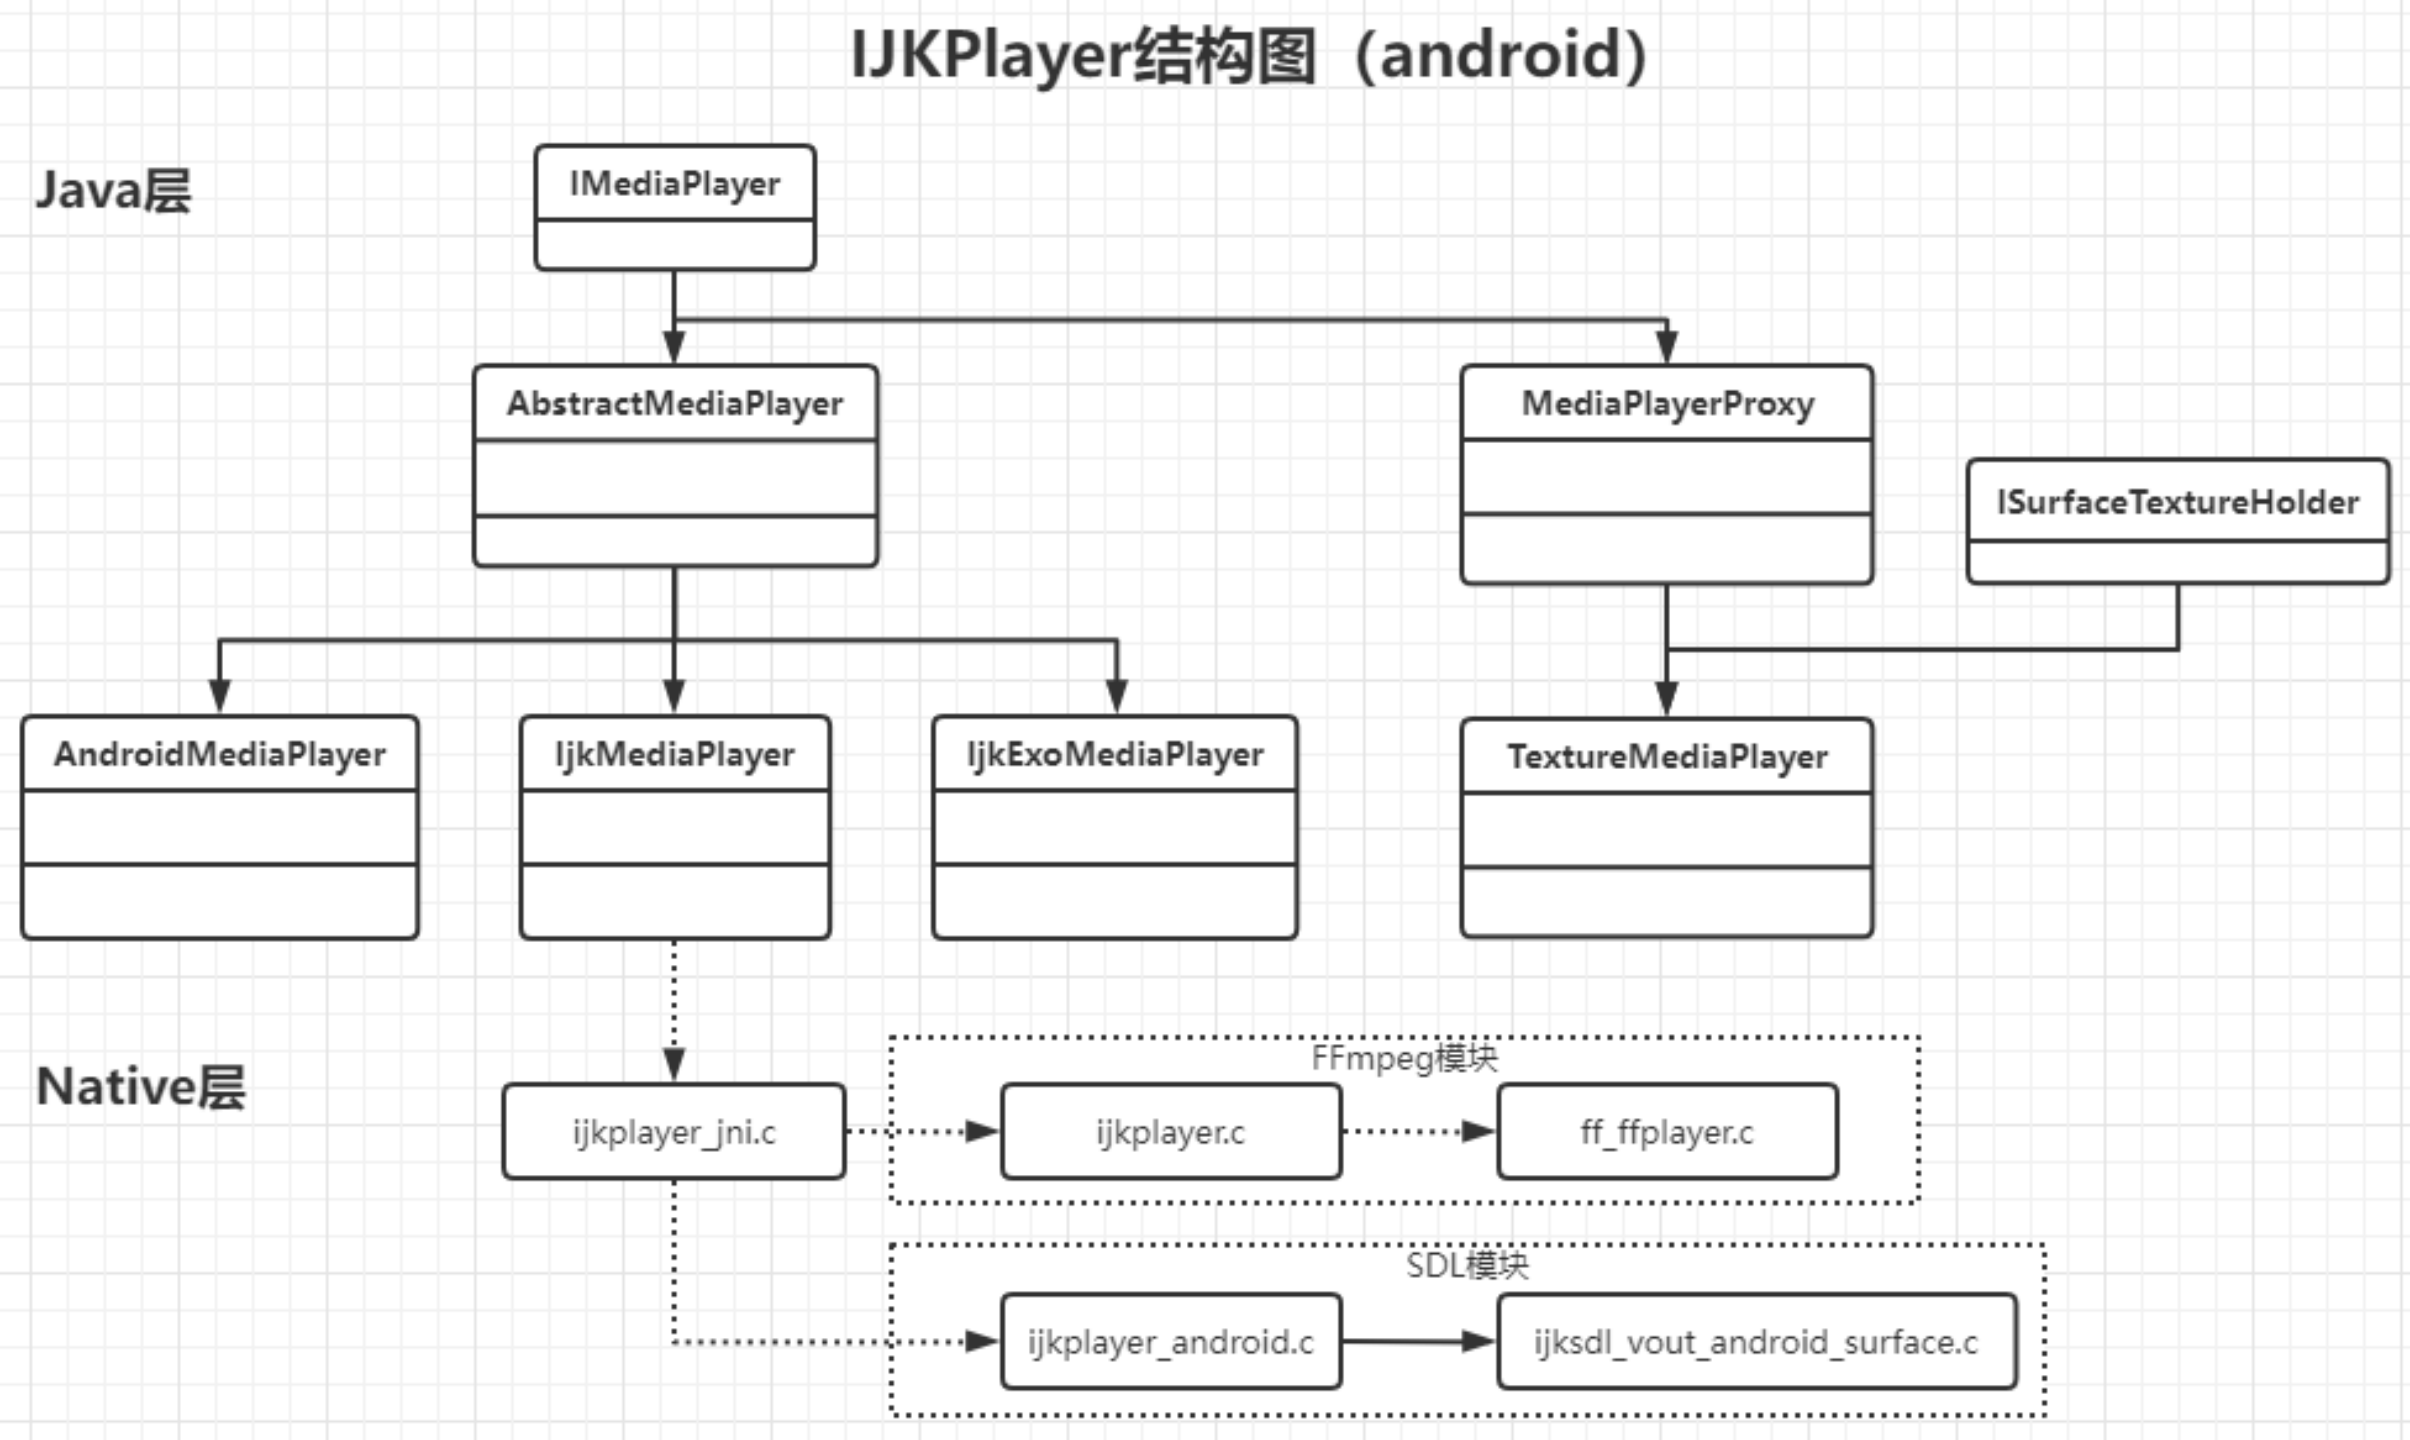 IJKPlayer结构图（android）
Java层
IMediaPlayer
AbstractMediaPlayer
MediaPlayerProxy
ISurfaceTextureHolder
AndroidMediaPlayer
IjkMediaPlayer
IjkExoMediaPlayer
TextureMediaPlayer
Native层
FFmpeg模块
ijkplayer_jni.c
ijkplayer.c
ff_ffplayer.c
SDL模块
ijkplayer_android.c
ijksdl_vout_android_surface.c